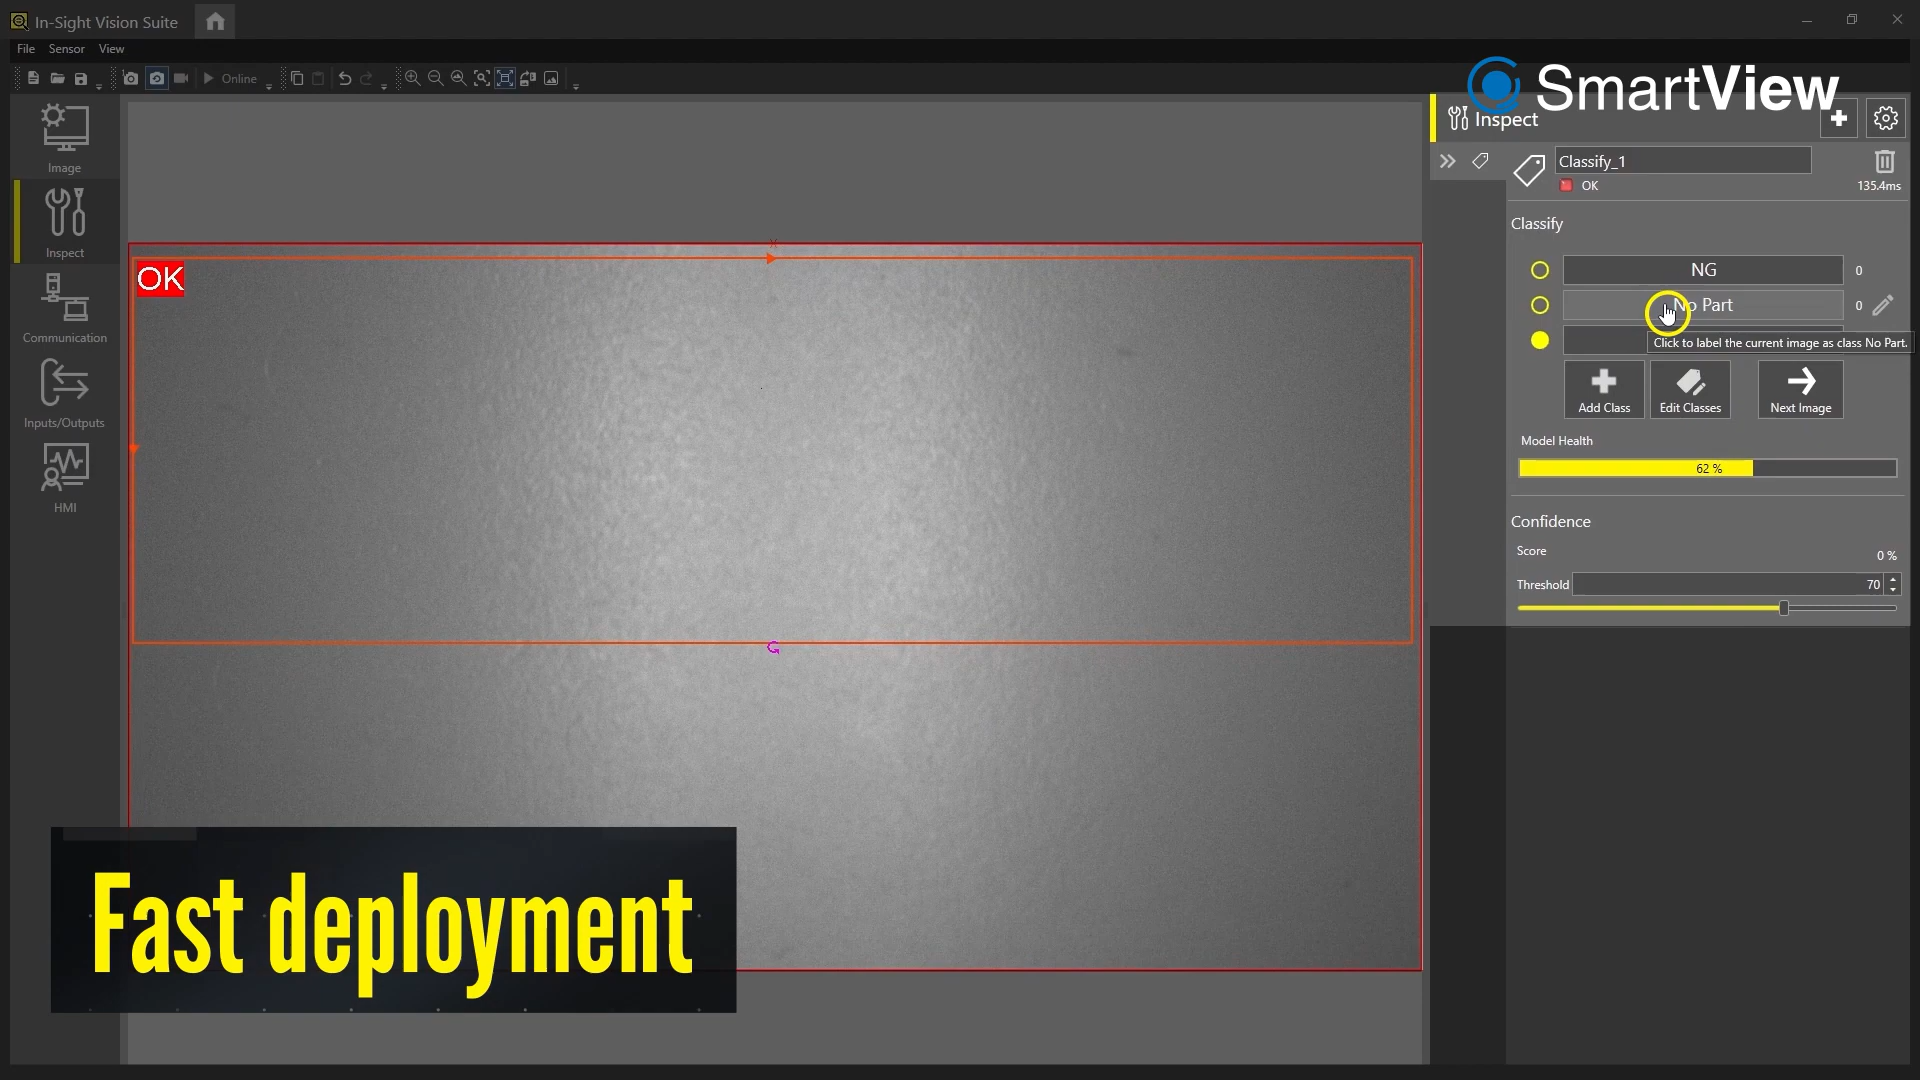 In-Sight Vision Suite
File Sensor View
Online
SmartView
Inspect
Image
Inspect
Communication
Inputs/Outputs
HMI
OK
Classify_1
OK
135.4ms
Classify
NG 0
No Part 0
Click to label the current image as class No Part.
Add Class
Edit Classes
Next Image
Model Health
62 %
Confidence
Score 0 %
Threshold 70
Fast deployment